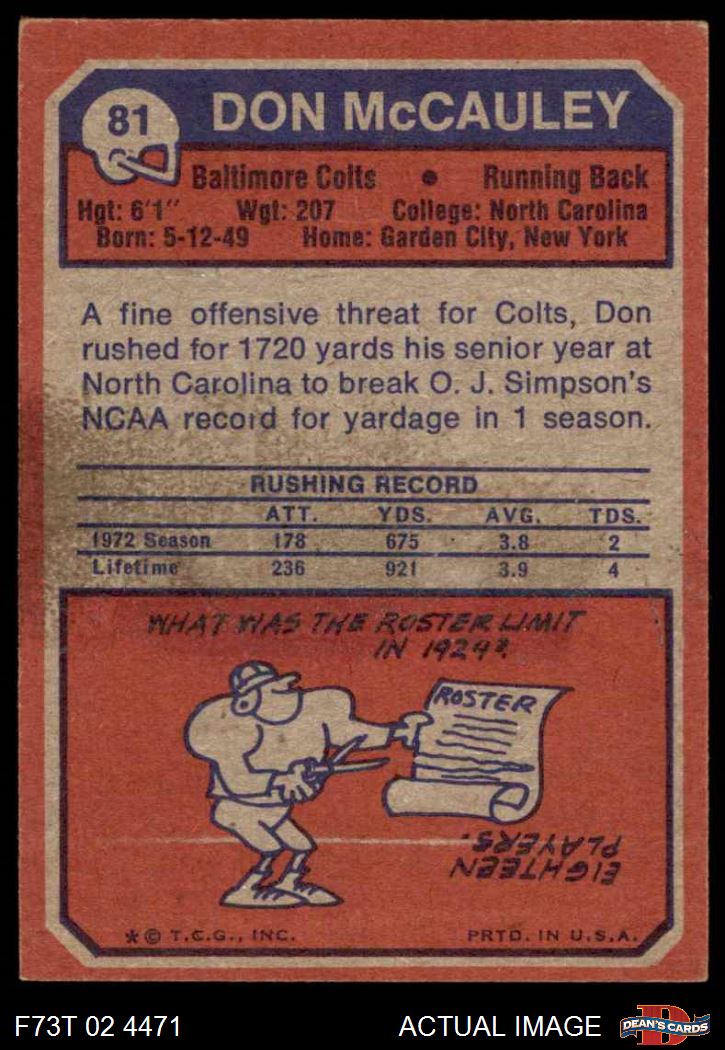 81 DON McCAULEY
Baltimore Colts • Running Back
Hgt: 6'1" Wgt: 207 College: North Carolina
Born: 5-12-49 Home: Garden City, New York
A fine offensive threat for Colts, Don
rushed for 1720 yards his senior year at
North Carolina to break O. J. Simpson's
NCAA record for yardage in 1 season.
RUSHING RECORD
ATT. YDS. AVG. TDS.
1972 Season 178 675 3.8 2
Lifetime 236 921 3.9 4
WHAT WAS THE ROSTER LIMIT
IN 1924?
ROSTER
EIGHTEEN
PLAYERS.
* © T.C.G., INC. PRTD. IN U.S.A.
F73T 02 4471 ACTUAL IMAGE D DEAN'S CARDS